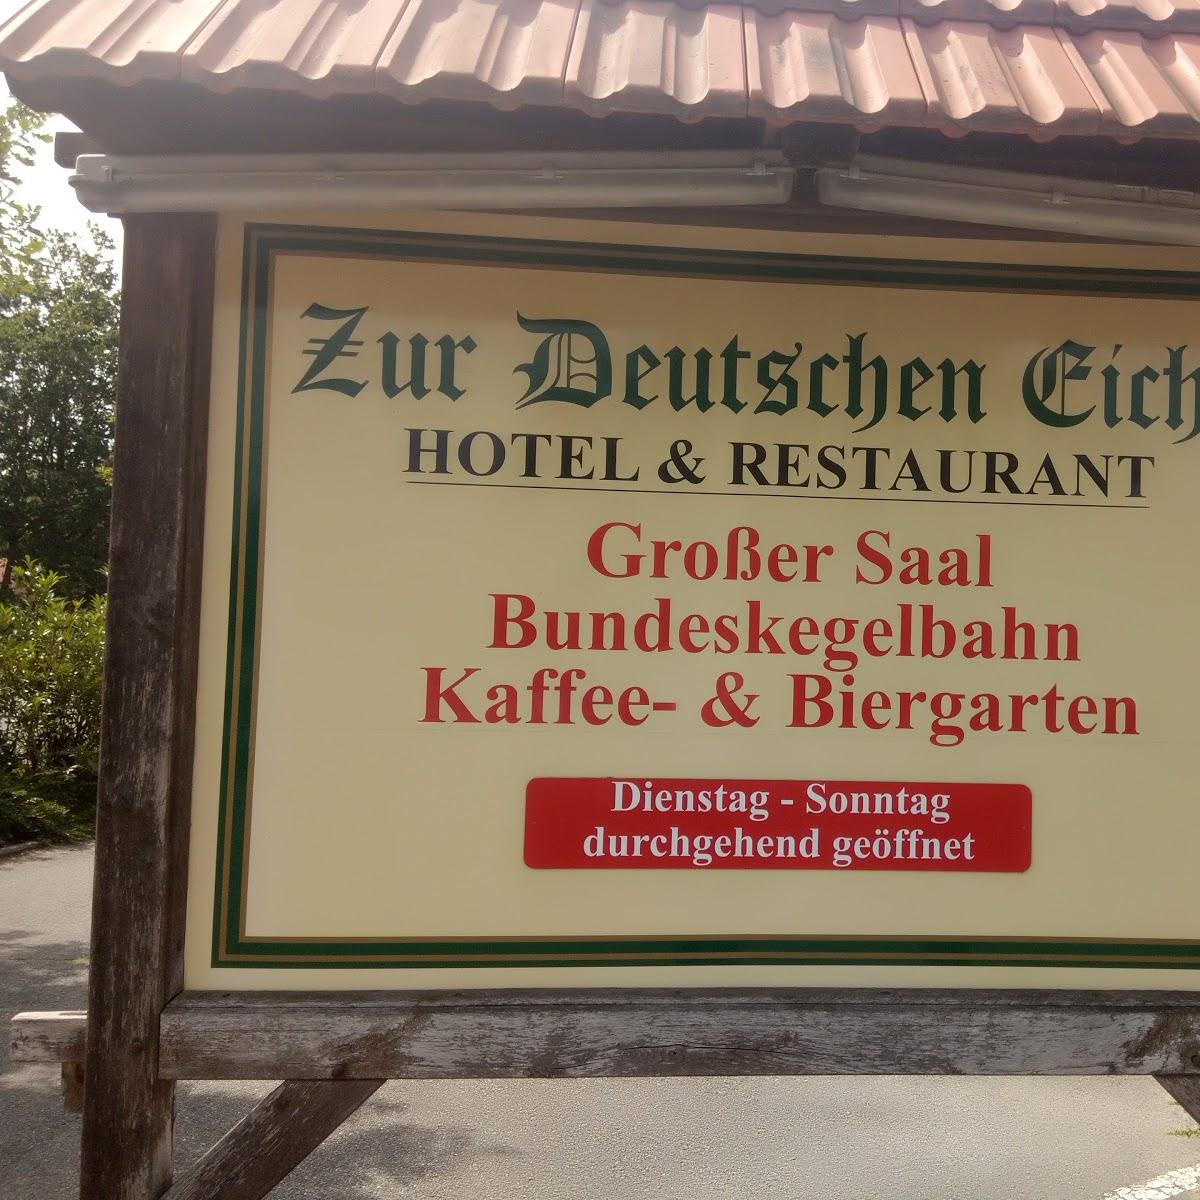 Zur Deutschen Eich
HOTEL & RESTAURANT
Großer Saal
Bundeskegelbahn
Kaffee- & Biergarten
Dienstag - Sonntag
durchgehend geöffnet